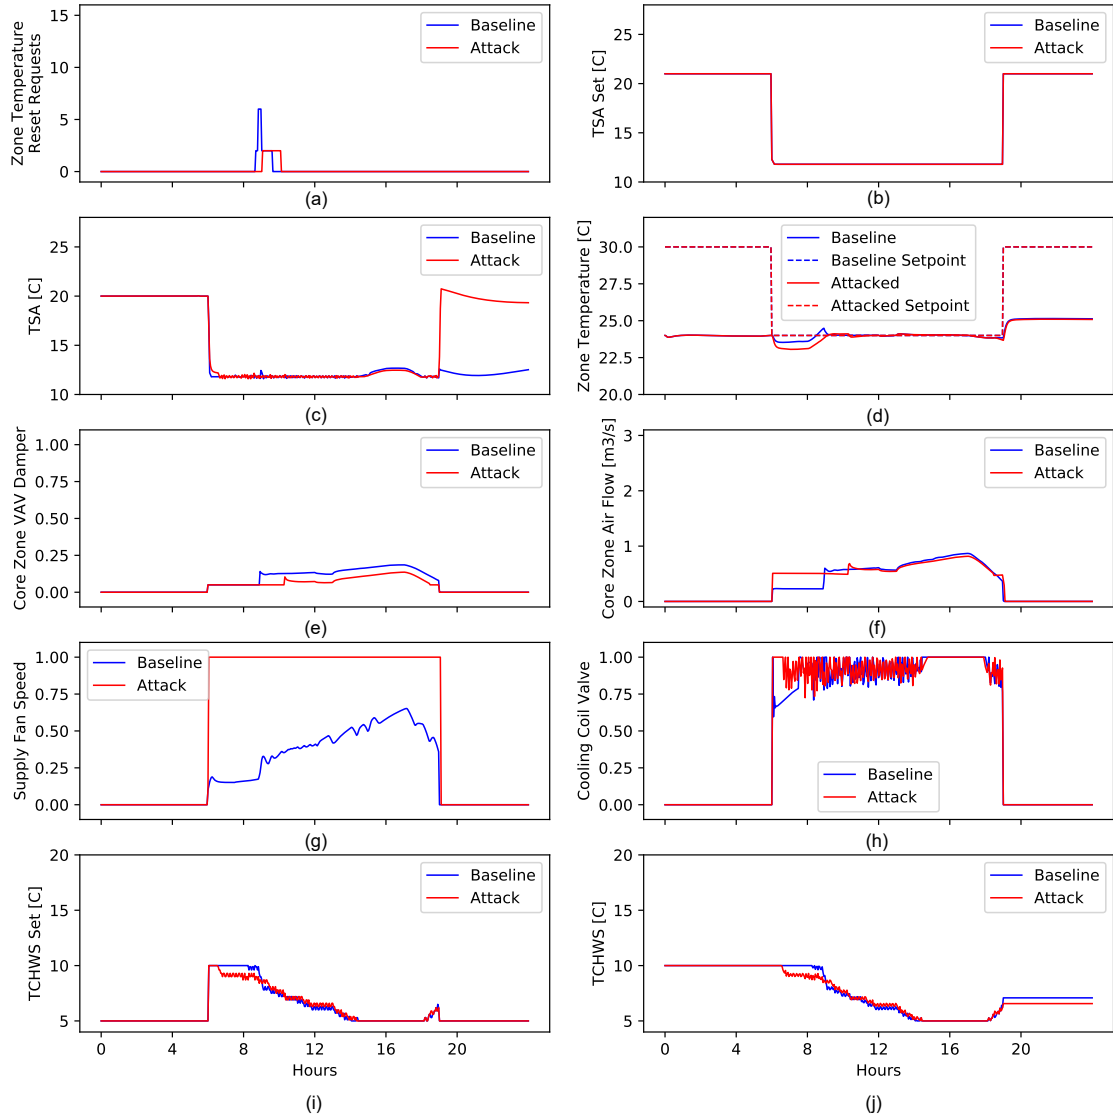 Zone Temperature
Reset Requests
15
10
5
0
Baseline
Attack
(a)
TSA Set [C]
25
20
15
10
Baseline
Attack
(b)
TSA [C]
25
20
15
10
Baseline
Attack
(c)
Zone Temperature [C]
30.0
27.5
25.0
22.5
20.0
Baseline
Baseline Setpoint
Attacked
Attacked Setpoint
(d)
Core Zone VAV Damper
1.00
0.75
0.50
0.25
0.00
Baseline
Attack
(e)
Core Zone Air Flow [m3/s]
3
2
1
0
Baseline
Attack
(f)
Supply Fan Speed
1.00
0.75
0.50
0.25
0.00
Baseline
Attack
(g)
Cooling Coil Valve
1.00
0.75
0.50
0.25
0.00
Baseline
Attack
(h)
TCHWS Set [C]
20
15
10
5
Baseline
Attack
0 4 8 12 16 20
Hours
(i)
TCHWS [C]
20
15
10
5
Baseline
Attack
0 4 8 12 16 20
Hours
(j)